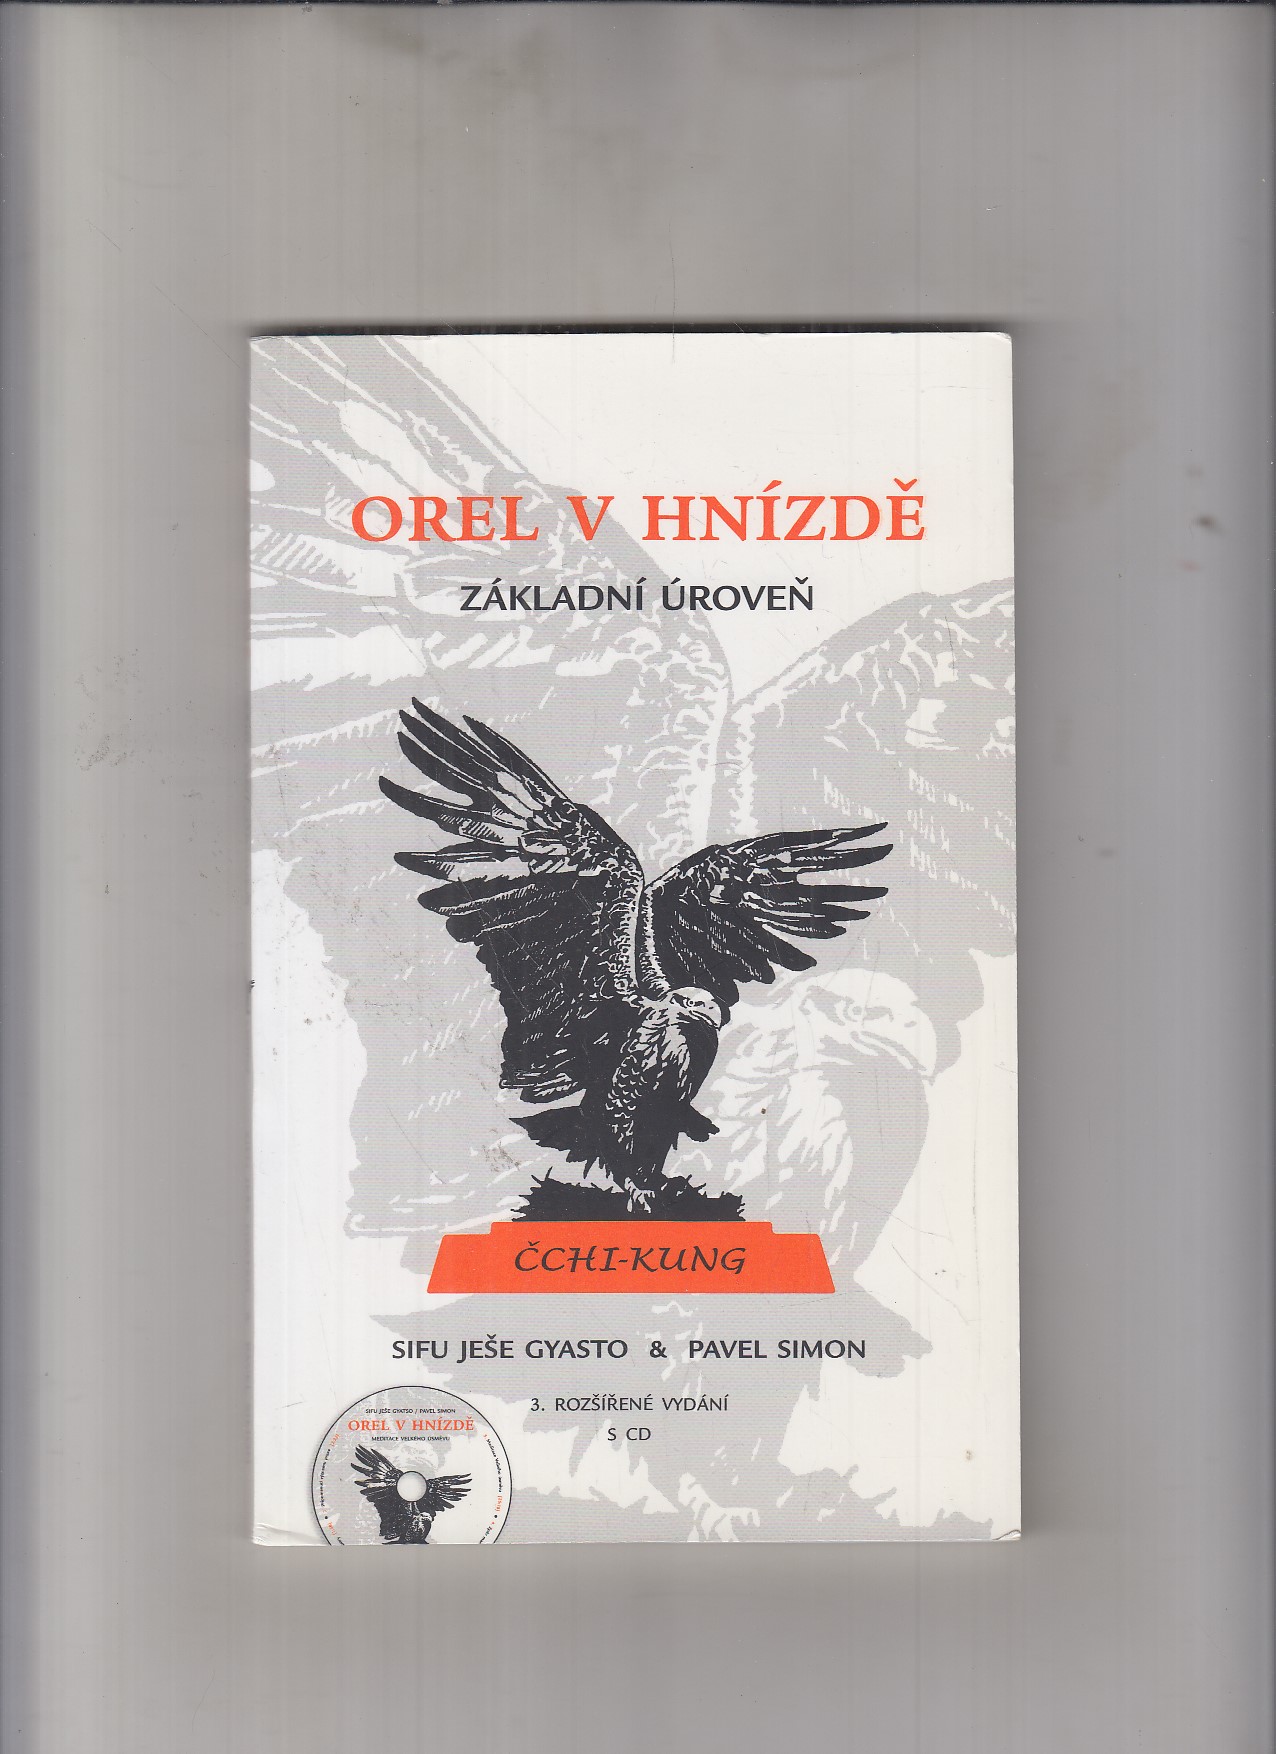 OREL V HNÍZDĚ
ZÁKLADNÍ ÚROVEŇ
ČCHI-KUNG
SIFU JEŠE GYASTO & PAVEL SIMON
3. ROZŠÍŘENÉ VYDÁNÍ
S CD
SIFU JEŠE GYATSO / PAVEL SIMON
OREL V HNÍZDĚ
MEDITACE VELKÉHO ÚSMĚVU